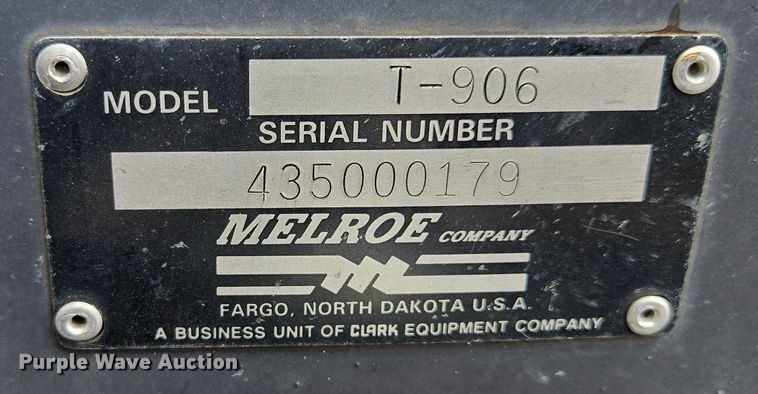 MODEL T-906
SERIAL NUMBER
435000179
MELROE COMPANY
FARGO, NORTH DAKOTA U.S.A.
A BUSINESS UNIT OF CLARK EQUIPMENT COMPANY
Purple Wave Auction